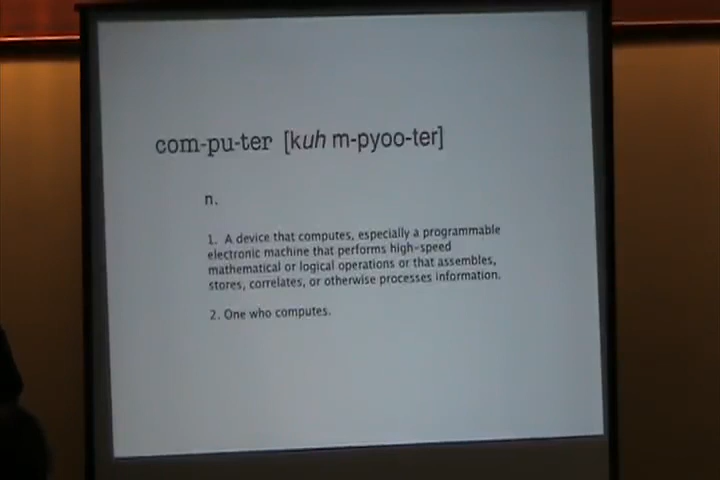 com-pu-ter [kuh m-pyoo-ter]
n.
1. A device that computes, especially a programmable
electronic machine that performs high-speed
mathematical or logical operations or that assembles,
stores, correlates, or otherwise processes information.
2. One who computes.